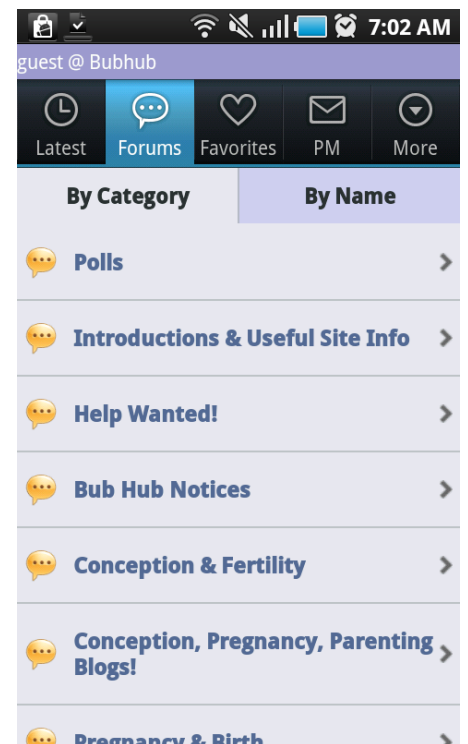 7:02 AM
guest @ Bubhub
Latest Forums Favorites PM More
By Category By Name
Polls
Introductions & Useful Site Info
Help Wanted!
Bub Hub Notices
Conception & Fertility
Conception, Pregnancy, Parenting
Blogs!
Pregnancy & Birth